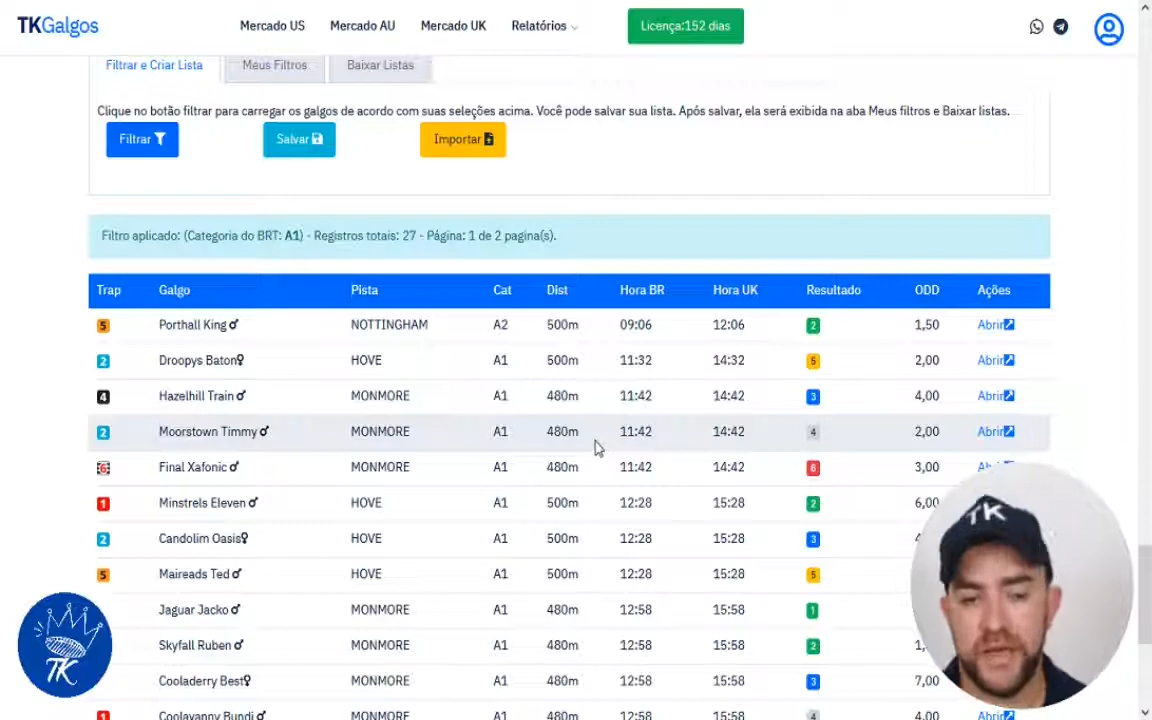 TKGalgos Mercado US Mercado AU Mercado UK Relatórios Licença:152 dias
Filtrar e Criar Lista Meus Filtros Baixar Listas
Clique no botão filtrar para carregar os galgos de acordo com suas seleções acima. Você pode salvar sua lista. Após salvar, ela será exibida na aba Meus filtros e Baixar listas.
Filtrar Salvar Importar
Filtro aplicado: (Categoria do BRT: A1) - Registros totais: 27 - Página: 1 de 2 pagina(s).
Trap Galgo Pista Cat Dist Hora BR Hora UK Resultado ODD Ações
5 Porthall King♂ NOTTINGHAM A2 500m 09:06 12:06 2 1,50 Abrir
2 Droopys Baton♀ HOVE A1 500m 11:32 14:32 5 2,00 Abrir
4 Hazelhill Train♂ MONMORE A1 480m 11:42 14:42 3 4,00 Abrir
2 Moorstown Timmy♂ MONMORE A1 480m 11:42 14:42 4 2,00 Abrir
6 Final Xafonic♂ MONMORE A1 480m 11:42 14:42 6 3,00
1 Minstrels Eleven♂ HOVE A1 500m 12:28 15:28 2 6,00
2 Candolim Oasis♀ HOVE A1 500m 12:28 15:28 3
5 Maireads Ted♂ HOVE A1 500m 12:28 15:28 5
Jaguar Jacko♂ MONMORE A1 480m 12:58 15:58 1
Skyfall Ruben♂ MONMORE A1 480m 12:58 15:58 2
Cooladerry Best♀ MONMORE A1 480m 12:58 15:58 3 7,00
1 Coolavanny Bundi♂ MONMORE A1 480m 12:58 15:58 4 4,00 Abrir
TK
TK